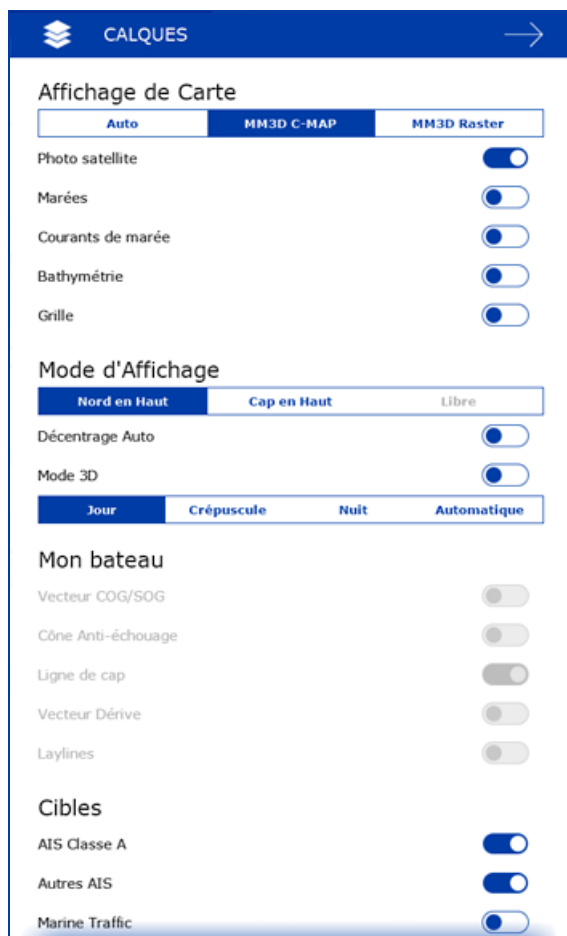 CALQUES
Affichage de Carte
Auto MM3D C-MAP MM3D Raster
Photo satellite
Marées
Courants de marée
Bathymétrie
Grille
Mode d'Affichage
Nord en Haut Cap en Haut Libre
Décentrage Auto
Mode 3D
Jour Crépuscule Nuit Automatique
Mon bateau
Vecteur COG/SOG
Cône Anti-échouage
Ligne de cap
Vecteur Dérive
Laylines
Cibles
AIS Classe A
Autres AIS
Marine Traffic